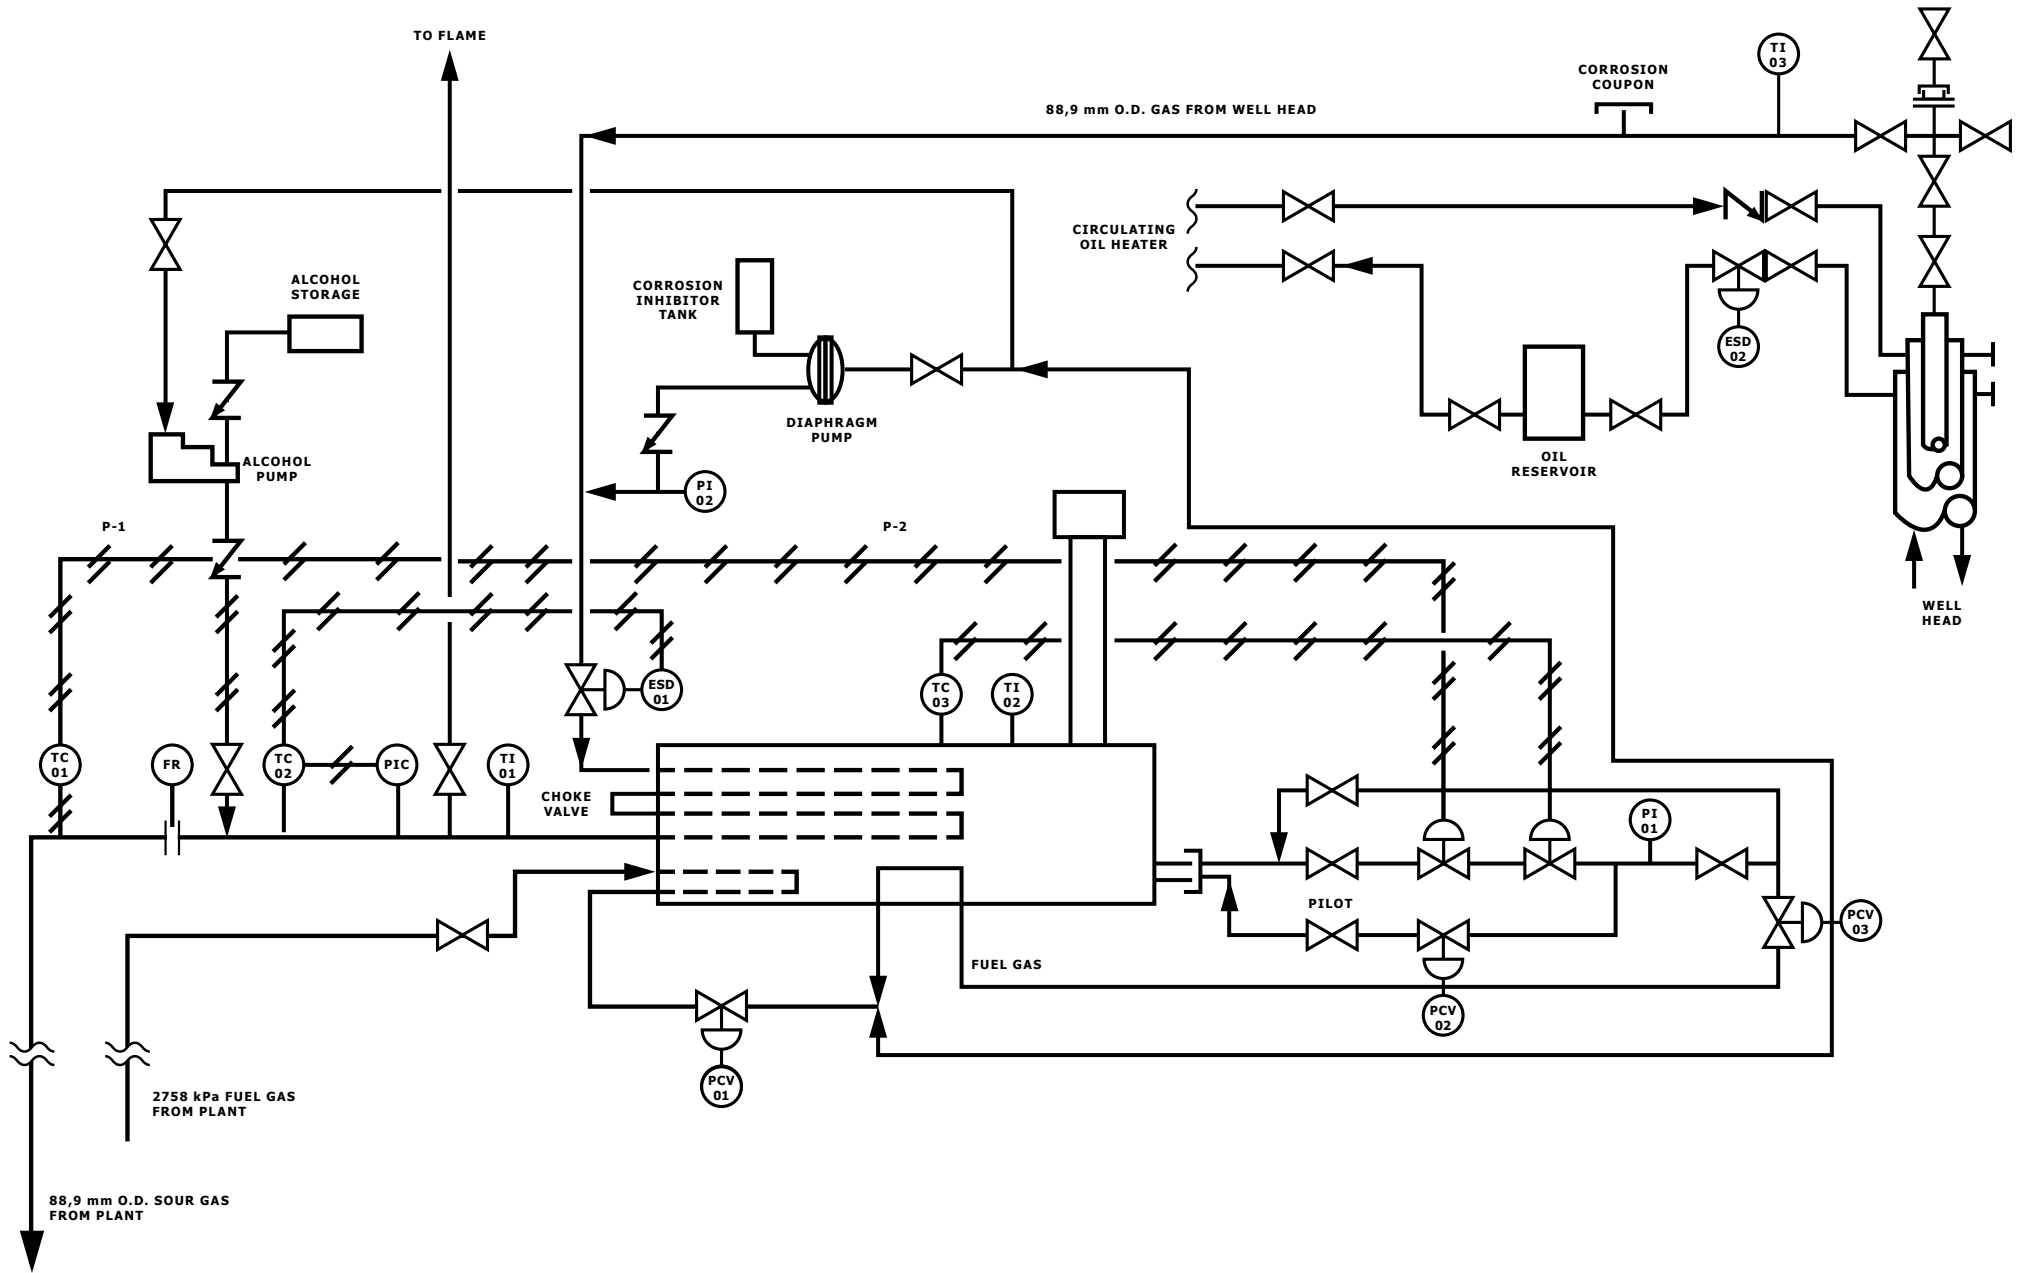 TO FLAME
TI
03
CORROSION
COUPON
88,9 mm O.D. GAS FROM WELL HEAD
CIRCULATING
OIL HEATER
ALCOHOL
STORAGE
CORROSION
INHIBITOR
TANK
ESD
02
DIAPHRAGM
PUMP
ALCOHOL
PUMP
OIL
RESERVOIR
PI
02
P-1
P-2
WELL
HEAD
ESD
01
TC
03
TI
02
TC
01
FR
TC
02
PIC
TI
01
CHOKE
VALVE
PI
01
PILOT
PCV
03
FUEL GAS
PCV
02
PCV
01
2758 kPa FUEL GAS
FROM PLANT
88,9 mm O.D. SOUR GAS
FROM PLANT